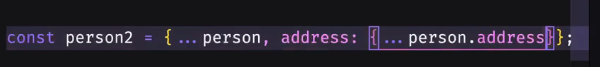 const person2 = { ...person, address: {...person.address}};